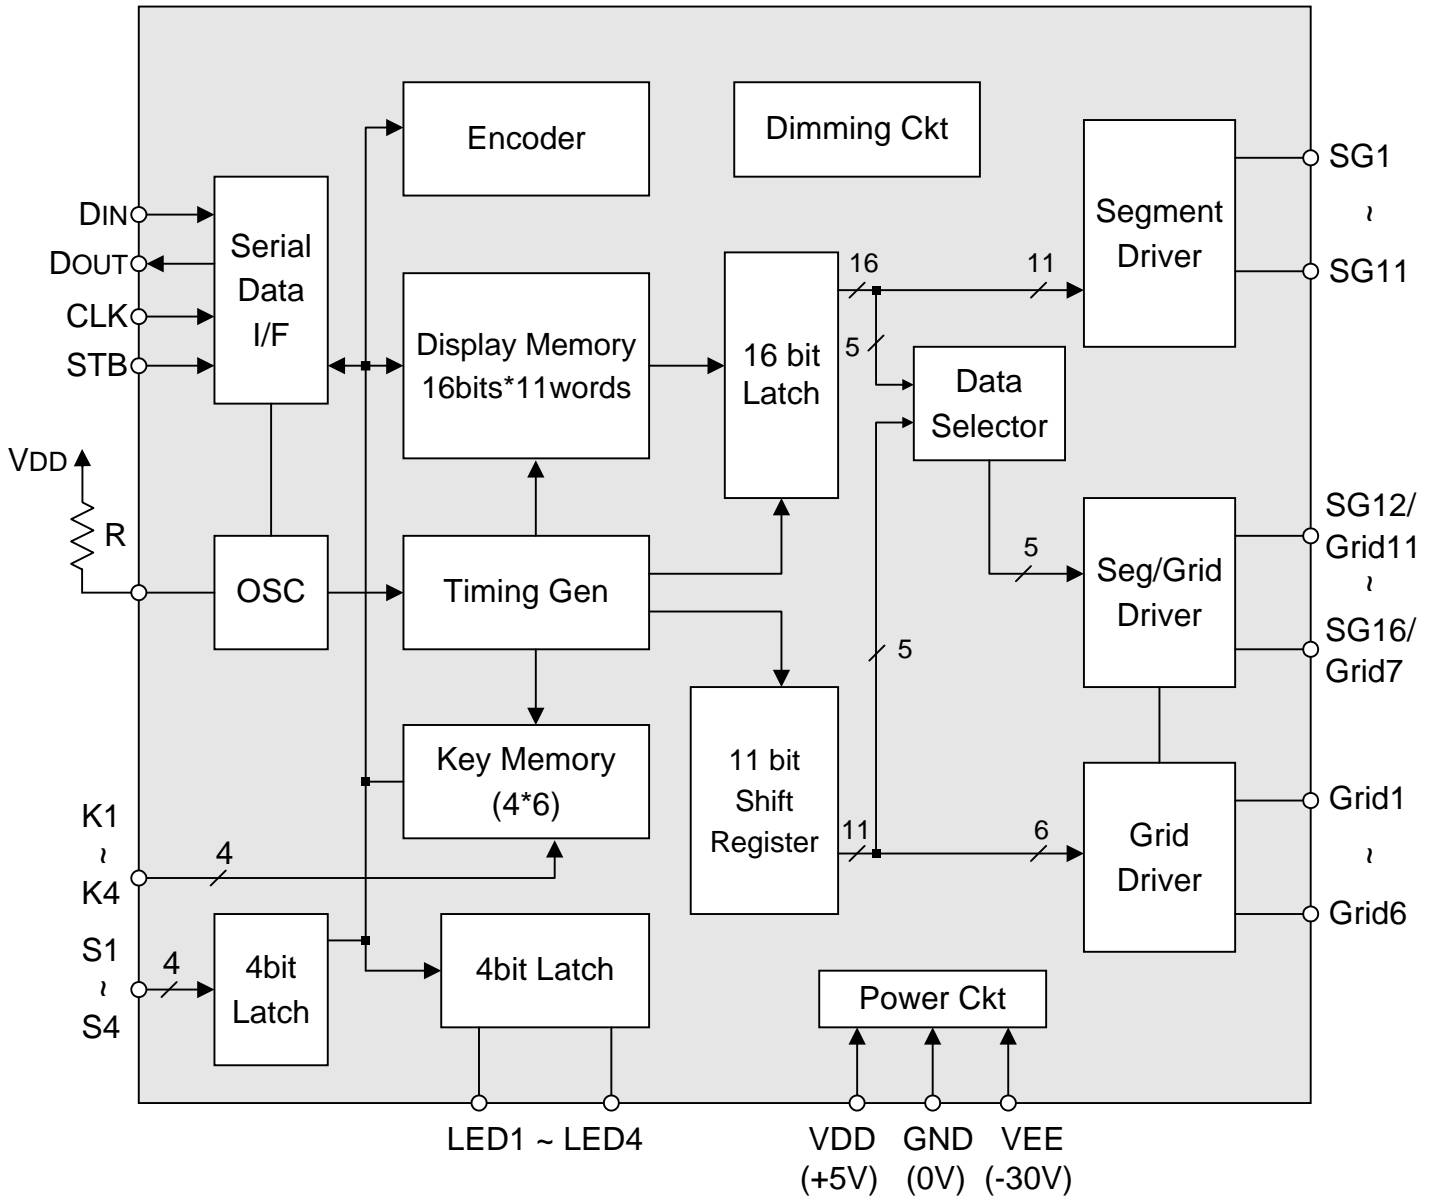 Encoder
Dimming Ckt
SG1
~
SG11
Segment
Driver
DIN
DOUT
CLK
STB
Serial
Data
I/F
16
11
5
Display Memory
16bits*11words
16 bit
Latch
Data
Selector
VDD
R
OSC
Timing Gen
5
Seg/Grid
Driver
SG12/
Grid11
~
SG16/
Grid7
5
Key Memory
(4*6)
11 bit
Shift
Register
11
6
Grid
Driver
Grid1
~
Grid6
K1
~
K4
4
S1
~
S4
4
4bit
Latch
4bit Latch
Power Ckt
LED1 ~ LED4
VDD
(+5V)
GND
(0V)
VEE
(-30V)